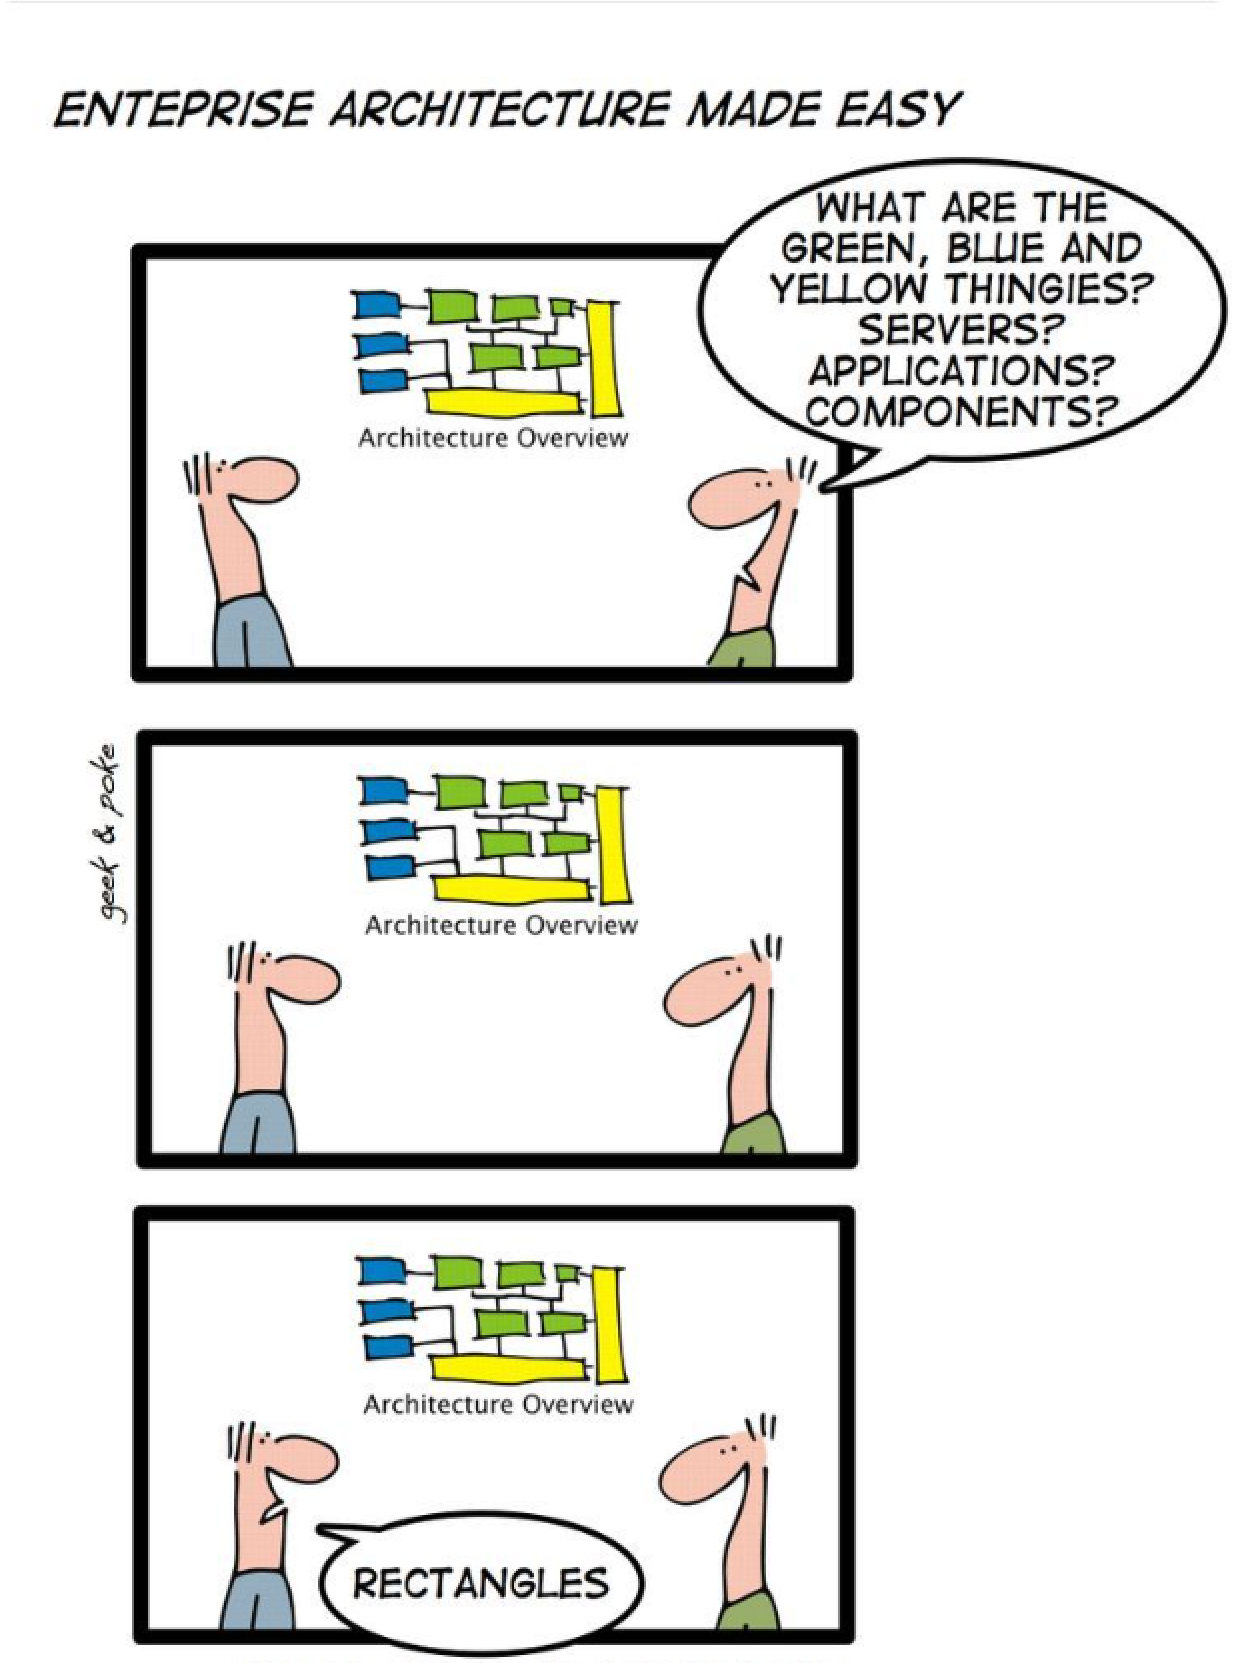 ENTEPRISE ARCHITECTURE MADE EASY
WHAT ARE THE
GREEN, BLUE AND
YELLOW THINGIES?
SERVERS?
APPLICATIONS?
COMPONENTS?
Architecture Overview
geek & poke
Architecture Overview
Architecture Overview
RECTANGLES